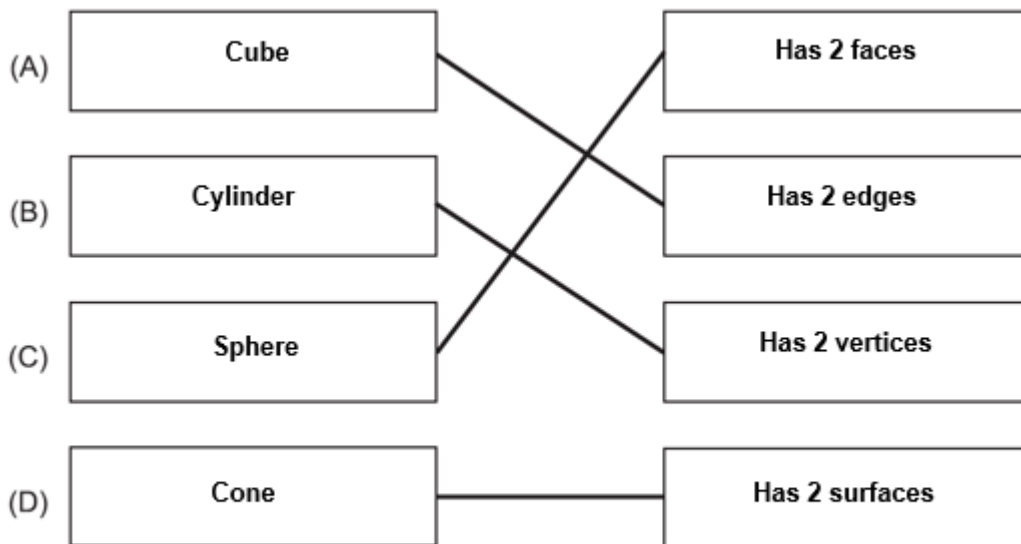 (A) Cube Has 2 faces
(B) Cylinder Has 2 edges
(C) Sphere Has 2 vertices
(D) Cone Has 2 surfaces